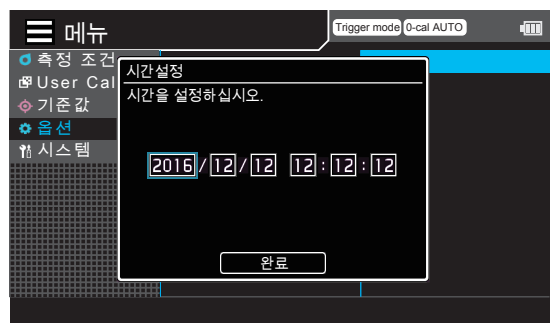 메뉴
Trigger mode 0-cal AUTO
측정 조건
User Cal
기준값
옵션
시스템
시간설정
시간을 설정하십시오.
2016/12/12 12:12:12
완료